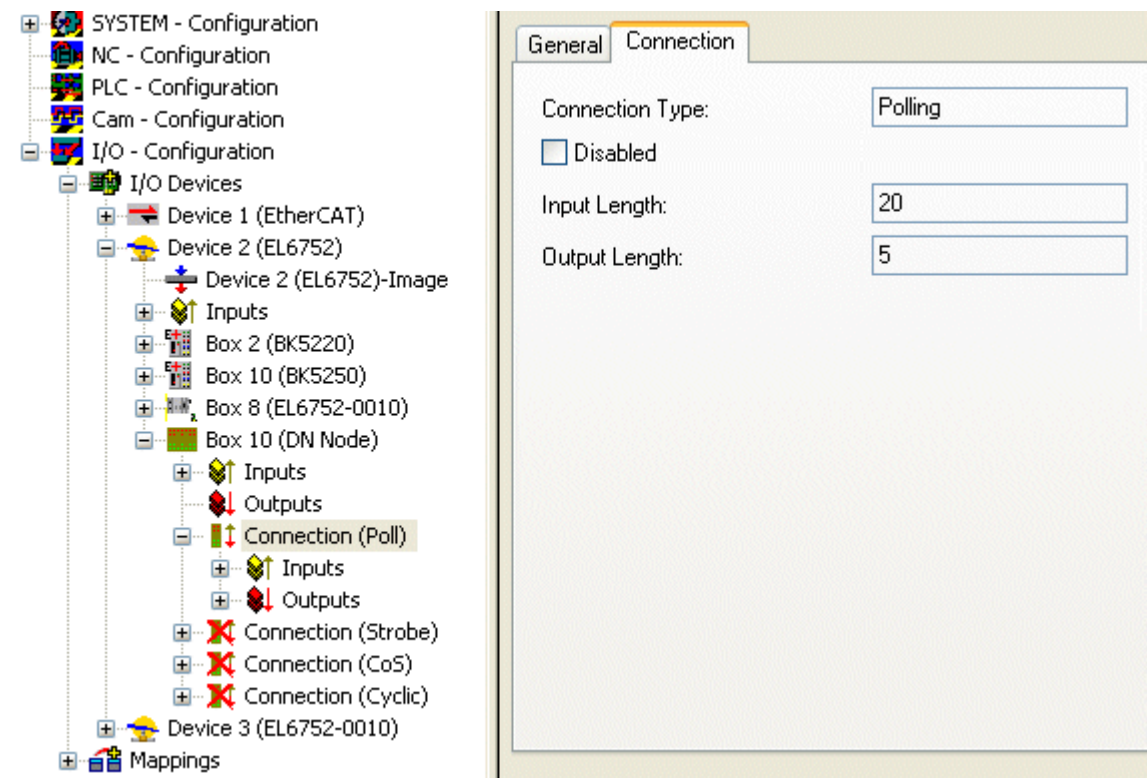 SYSTEM - Configuration
NC - Configuration
PLC - Configuration
Cam - Configuration
I/O - Configuration
I/O Devices
Device 1 (EtherCAT)
Device 2 (EL6752)
Device 2 (EL6752)-Image
Inputs
Box 2 (BK5220)
Box 10 (BK5250)
Box 8 (EL6752-0010)
Box 10 (DN Node)
Inputs
Outputs
Connection (Poll)
Inputs
Outputs
Connection (Strobe)
Connection (CoS)
Connection (Cyclic)
Device 3 (EL6752-0010)
Mappings
General Connection
Connection Type: Polling
Disabled
Input Length: 20
Output Length: 5